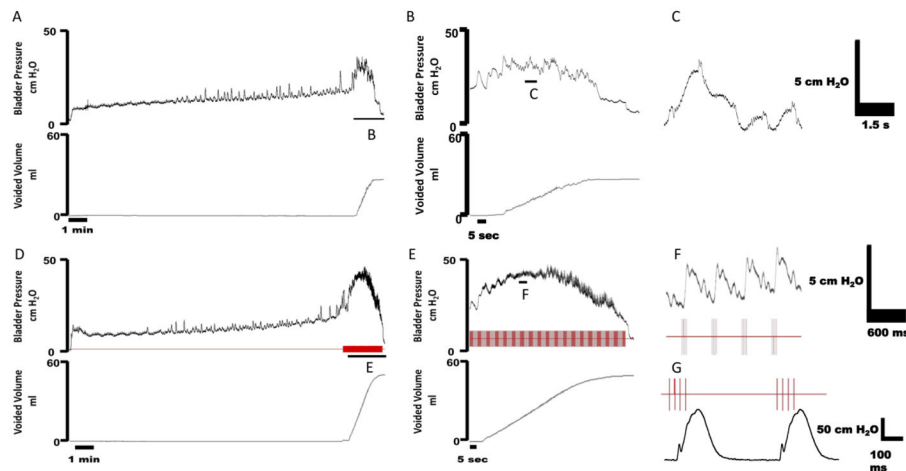 A
B
C
50
Bladder Pressure
cm H2O
0
B
60
Voided Volume
ml
0
1 min
50
Bladder Pressure
cm H2O
C
0
60
Voided Volume
ml
0
5 sec
5 cm H2O
1.5 s
D
E
F
50
Bladder Pressure
cm H2O
0
E
60
Voided Volume
ml
0
1 min
50
Bladder Pressure
cm H2O
F
0
60
Voided Volume
ml
0
5 sec
5 cm H2O
600 ms
G
50 cm H2O
100
ms